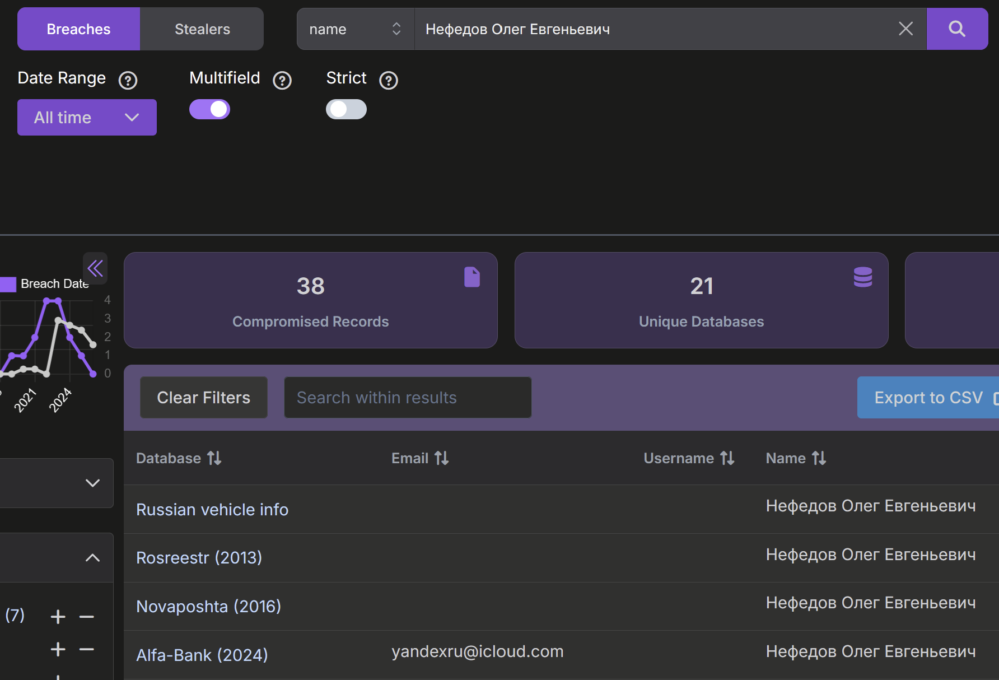 Breaches
Stealers
name
Нефедов Олег Евгеньевич
Date Range ?
Multifield ?
Strict ?
All time
Breach Date
4
3
2
1
0
2021
2024
38
Compromised Records
21
Unique Databases
Clear Filters
Search within results
Export to CSV
Database
Email
Username
Name
Russian vehicle info
Нефедов Олег Евгеньевич
Rosreestr (2013)
Нефедов Олег Евгеньевич
Novaposhta (2016)
Нефедов Олег Евгеньевич
Alfa-Bank (2024)
yandexru@icloud.com
Нефедов Олег Евгеньевич
(7)